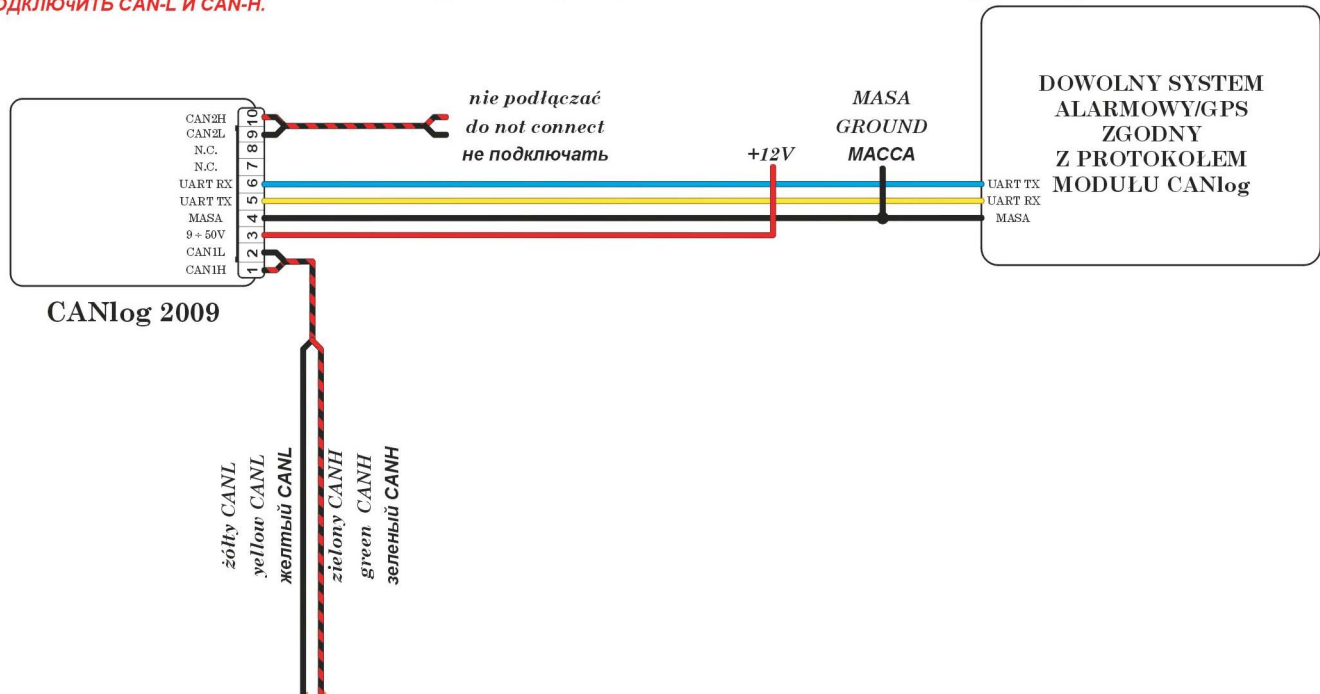 ОДКЛЮЧИТЬ CAN-L И CAN-H.
nie podłączać
do not connect
не подключать
+12V
MASA
GROUND
МАССА
DOWOLNY SYSTEM
ALARMOWY/GPS
ZGODNY
Z PROTOKOŁEM
MODUŁU CANlog
CAN2H 10
CAN2L 9
N.C. 8
N.C. 7
UART RX 6
UART TX 5
MASA 4
9 ÷ 50V 3
CAN1L 2
CAN1H 1
UART TX
UART RX
MASA
CANlog 2009
żółty CANL
yellow CANL
желтый CANL
zielony CANH
green CANH
зеленый CANH